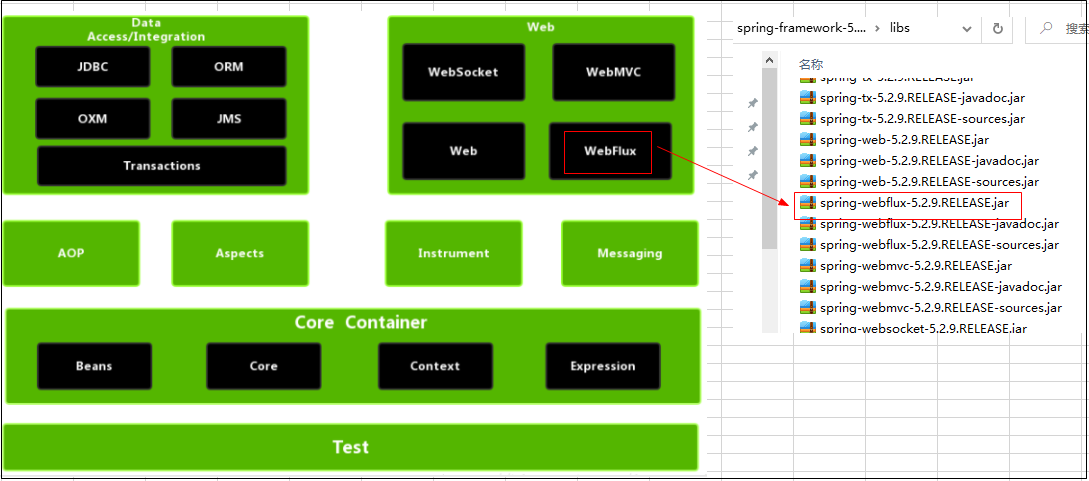 Data
Access/Integration
JDBC
ORM
OXM
JMS
Transactions
Web
WebSocket
WebMVC
Web
WebFlux
AOP
Aspects
Instrument
Messaging
Core Container
Beans
Core
Context
Expression
Test
spring-framework-5.... > libs
搜索
名称
spring-tx-5.2.9.RELEASE.jar
spring-tx-5.2.9.RELEASE-javadoc.jar
spring-tx-5.2.9.RELEASE-sources.jar
spring-web-5.2.9.RELEASE.jar
spring-web-5.2.9.RELEASE-javadoc.jar
spring-web-5.2.9.RELEASE-sources.jar
spring-webflux-5.2.9.RELEASE.jar
spring-webflux-5.2.9.RELEASE-javadoc.jar
spring-webflux-5.2.9.RELEASE-sources.jar
spring-webmvc-5.2.9.RELEASE.jar
spring-webmvc-5.2.9.RELEASE-javadoc.jar
spring-webmvc-5.2.9.RELEASE-sources.jar
spring-websocket-5.2.9.RELEASE.jar